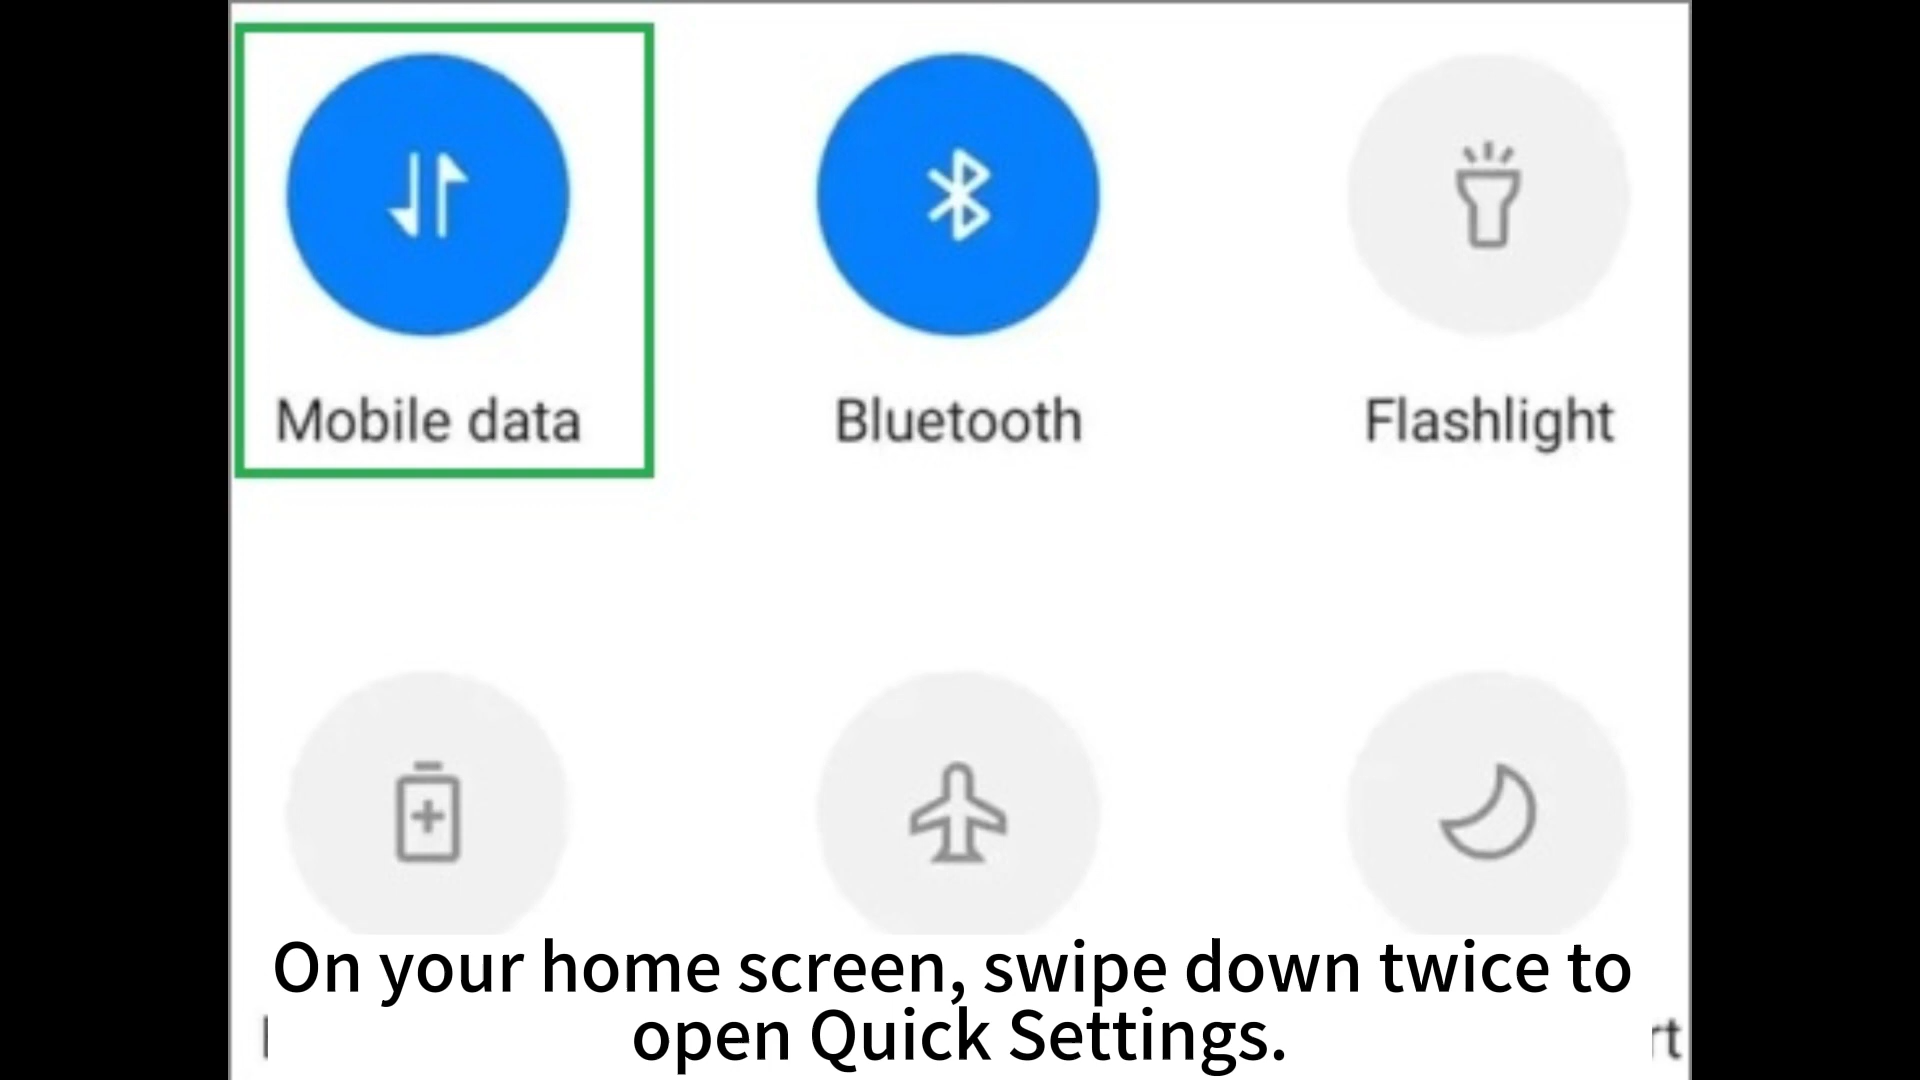 Mobile data
Bluetooth
Flashlight
On your home screen, swipe down twice to
open Quick Settings.